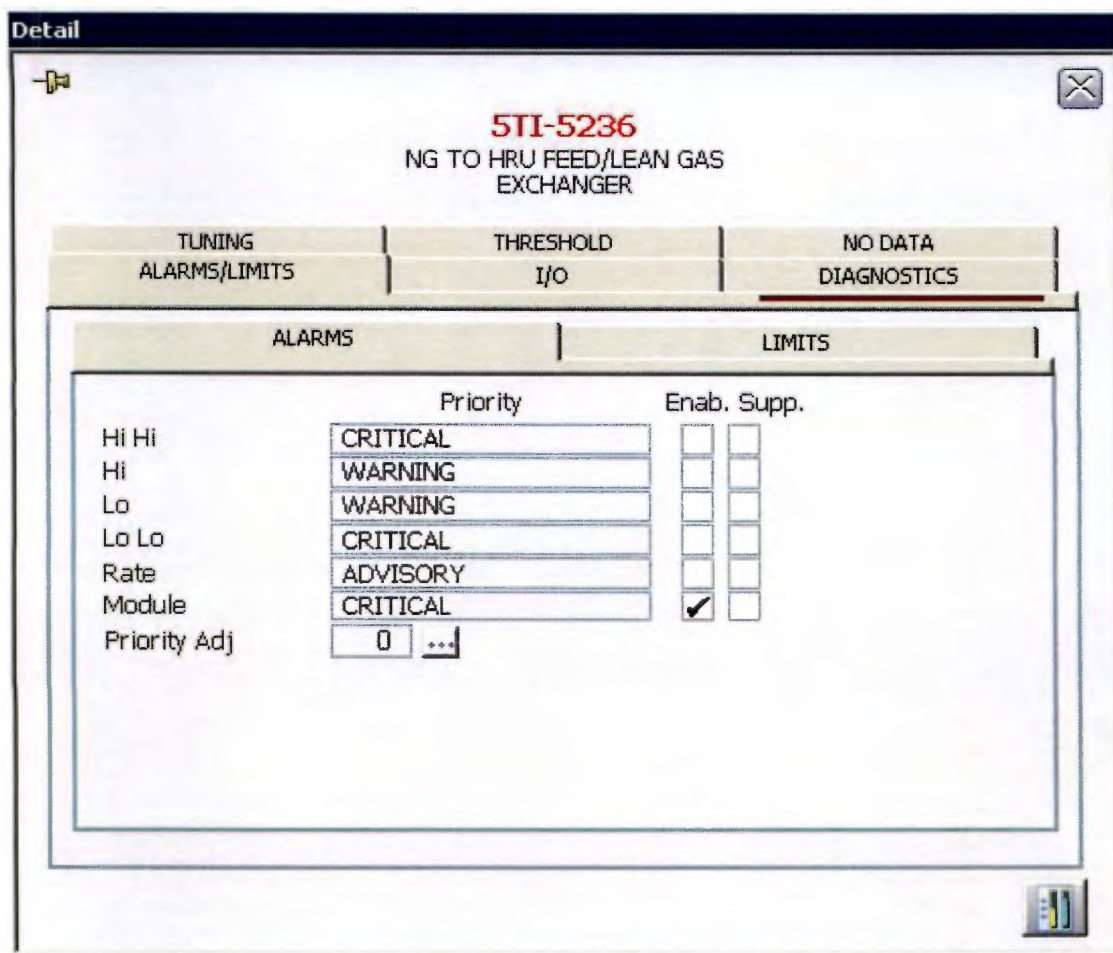 Detail
5TI-5236
NG TO HRU FEED/LEAN GAS
EXCHANGER
TUNING THRESHOLD NO DATA
ALARMS/LIMITS I/O DIAGNOSTICS
ALARMS LIMITS
Priority Enab. Supp.
Hi Hi CRITICAL
Hi WARNING
Lo WARNING
Lo Lo CRITICAL
Rate ADVISORY
Module CRITICAL ✔
Priority Adj 0 ...